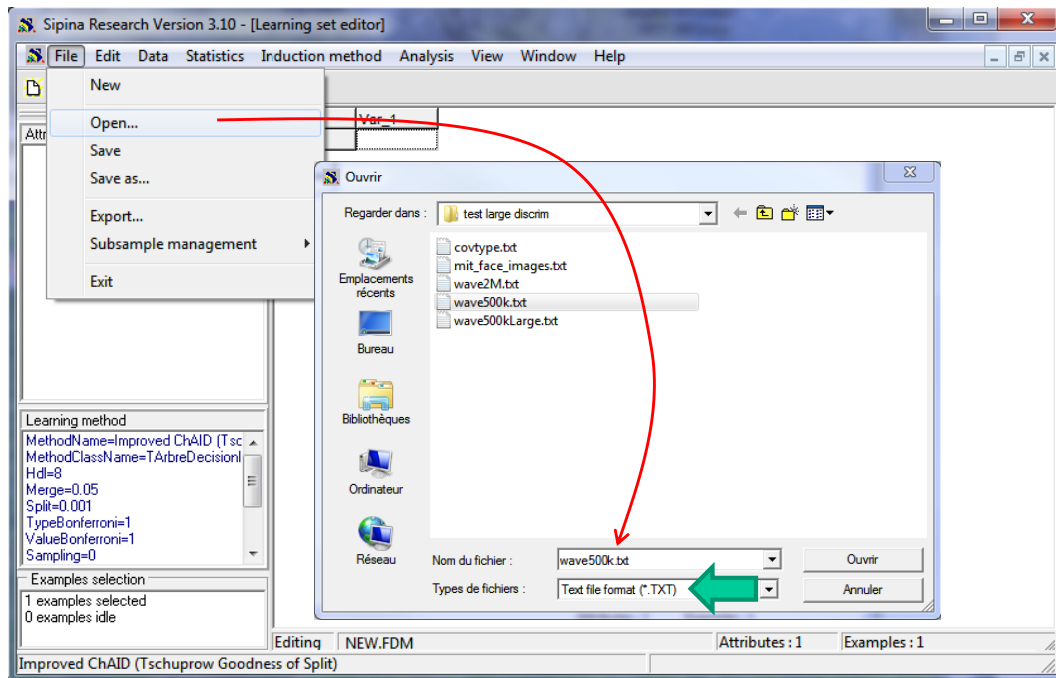 Sipina Research Version 3.10 - [Learning set editor]
File Edit Data Statistics Induction method Analysis View Window Help
New
Open...
Save
Save as...
Export...
Subsample management
Exit
Attr
Var_1
Ouvrir
Regarder dans :
test large discrim
covtype.txt
mit_face_images.txt
wave2M.txt
wave500k.txt
wave500kLarge.txt
Emplacements
récents
Bureau
Bibliothèques
Ordinateur
Réseau
Nom du fichier :
wave500k.txt
Ouvrir
Types de fichiers :
Text file format (*.TXT)
Annuler
Learning method
MethodName=Improved ChAID (Tsc
MethodClassName=TArbreDecisionI
Hdl=8
Merge=0.05
Split=0.001
TypeBonferroni=1
ValueBonferroni=1
Sampling=0
Examples selection
1 examples selected
0 examples idle
Editing NEW.FDM Attributes : 1 Examples : 1
Improved ChAID (Tschuprow Goodness of Split)